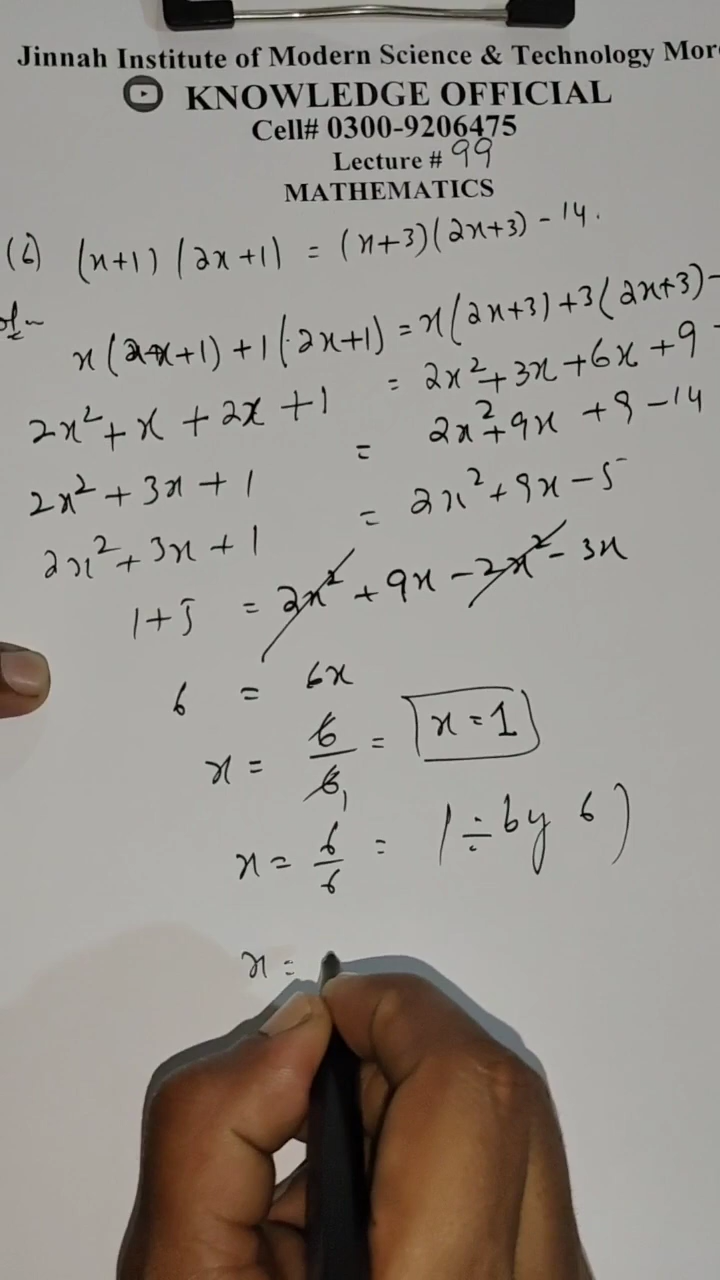 Jinnah Institute of Modern Science & Technology Mor
KNOWLEDGE OFFICIAL
Cell# 0300-9206475
Lecture # 99
MATHEMATICS
(6) (x+1) (2x+1) = (x+3)(2x+3) - 14.
x(2x+1) + 1(2x+1) = x(2x+3) + 3(2x+3) -
2x² + x + 2x + 1 = 2x² + 3x + 6x + 9 -
2x² + 3x + 1 = 2x² + 9x + 9 - 14
2x² + 3x + 1 = 2x² + 9x - 5
1+5 = 2x² + 9x - 2x² - 3x
6 = 6x
x = 6/6 1 = x = 1
x = 6/6 = (÷ by 6)
x =